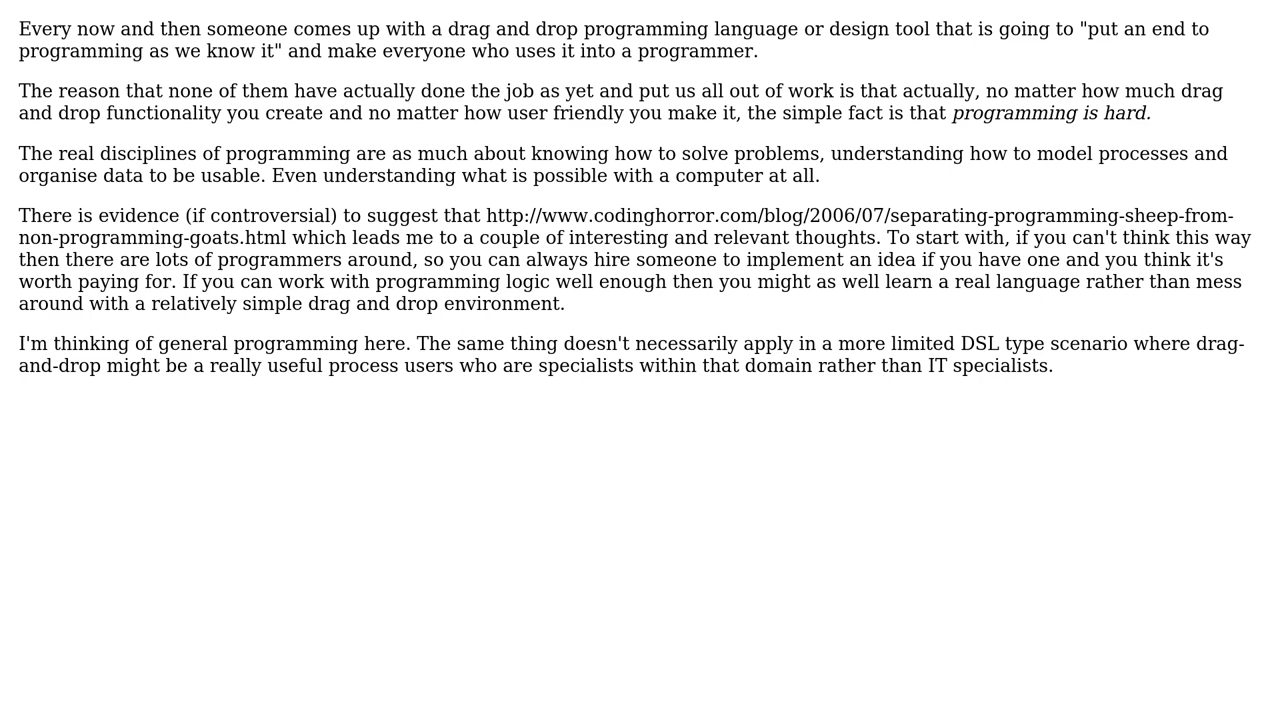 Every now and then someone comes up with a drag and drop programming language or design tool that is going to "put an end to
programming as we know it" and make everyone who uses it into a programmer.
The reason that none of them have actually done the job as yet and put us all out of work is that actually, no matter how much drag
and drop functionality you create and no matter how user friendly you make it, the simple fact is that programming is hard.
The real disciplines of programming are as much about knowing how to solve problems, understanding how to model processes and
organise data to be usable. Even understanding what is possible with a computer at all.
There is evidence (if controversial) to suggest that http://www.codinghorror.com/blog/2006/07/separating-programming-sheep-from-
non-programming-goats.html which leads me to a couple of interesting and relevant thoughts. To start with, if you can't think this way
then there are lots of programmers around, so you can always hire someone to implement an idea if you have one and you think it's
worth paying for. If you can work with programming logic well enough then you might as well learn a real language rather than mess
around with a relatively simple drag and drop environment.
I'm thinking of general programming here. The same thing doesn't necessarily apply in a more limited DSL type scenario where drag-
and-drop might be a really useful process users who are specialists within that domain rather than IT specialists.